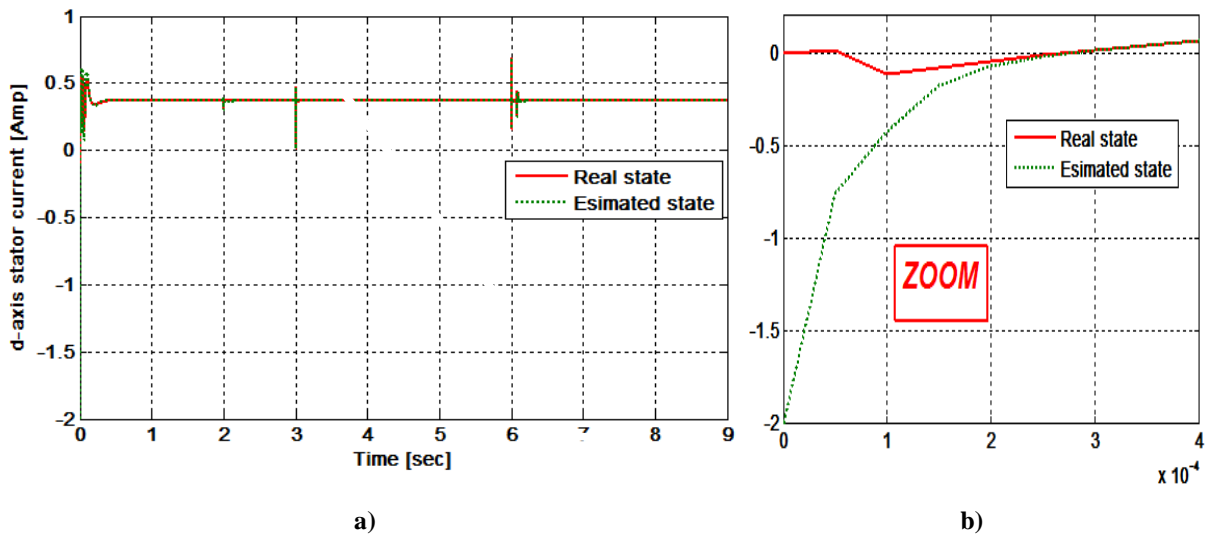 d-axis stator current [Amp]
1
0.5
0
-0.5
-1
-1.5
-2
0 1 2 3 4 5 6 7 8 9
Time [sec]
Real state
Esimated state
a)
0
-0.5
-1
-1.5
-2
0 1 2 3 4
x 10⁻⁴
Real state
Esimated state
ZOOM
b)